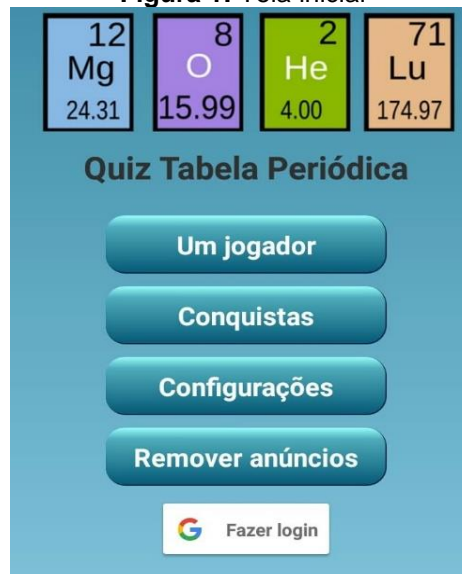 Figura 1. Tela inicial
12 8 2 71
Mg O He Lu
24.31 15.99 4.00 174.97
Quiz Tabela Periódica
Um jogador
Conquistas
Configurações
Remover anúncios
G Fazer login